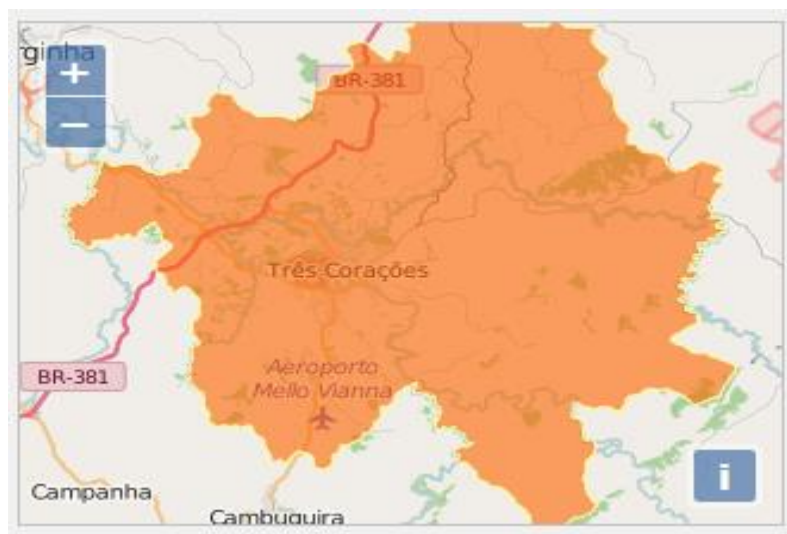 ginha
+
BR-381
−
Três Corações
Aeroporto
Mello Vianna
BR-381
i
Campanha
Cambuquira